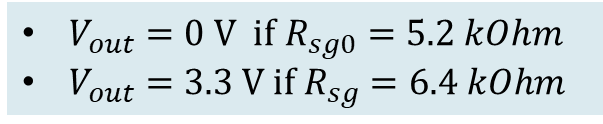 • V_out = 0 V if R_sg0 = 5.2 kOhm
• V_out = 3.3 V if R_sg = 6.4 kOhm